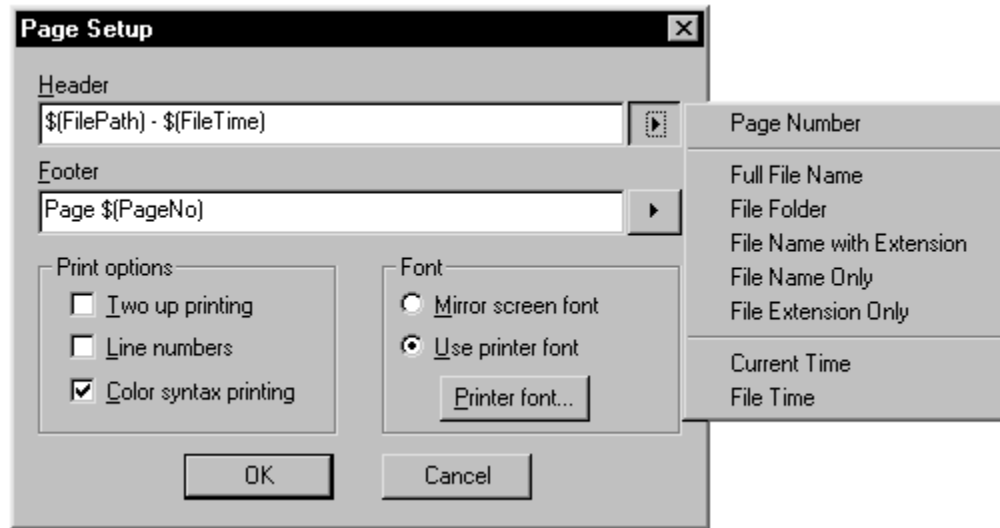 Page Setup
Header
$(FilePath) - $(FileTime)
Footer
Page $(PageNo)
Print options
Two up printing
Line numbers
Color syntax printing
Font
Mirror screen font
Use printer font
Printer font...
OK
Cancel
Page Number
Full File Name
File Folder
File Name with Extension
File Name Only
File Extension Only
Current Time
File Time